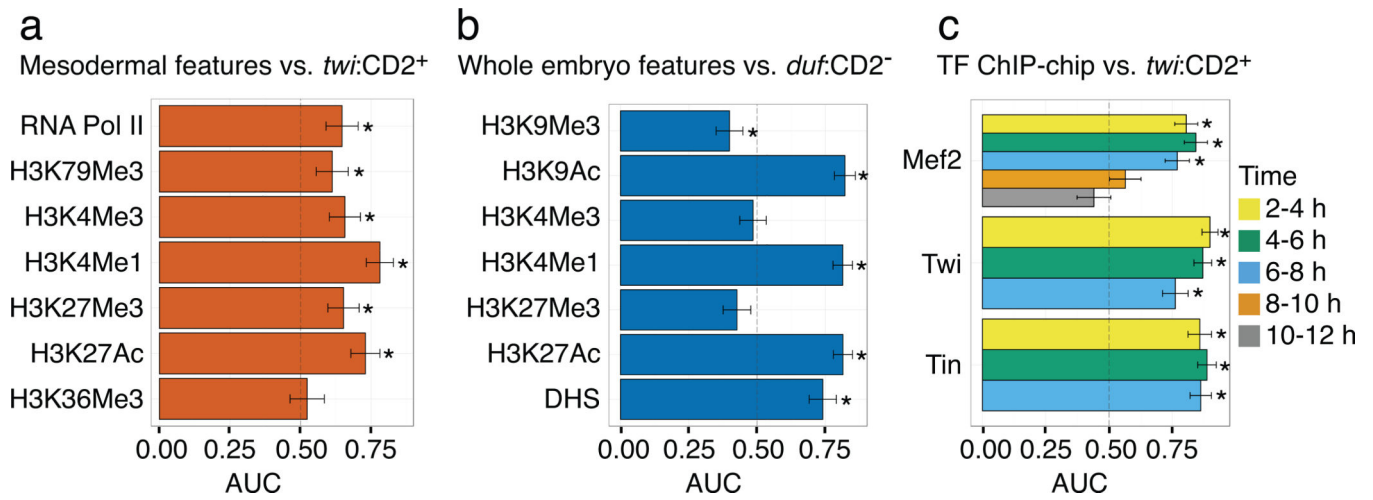 a
Mesodermal features vs. twi:CD2⁺
RNA Pol II *
H3K79Me3 *
H3K4Me3 *
H3K4Me1 *
H3K27Me3 *
H3K27Ac *
H3K36Me3
0.00 0.25 0.50 0.75
AUC
b
Whole embryo features vs. duf:CD2⁻
H3K9Me3 *
H3K9Ac *
H3K4Me3
H3K4Me1 *
H3K27Me3
H3K27Ac *
DHS *
0.00 0.25 0.50 0.75
AUC
c
TF ChIP-chip vs. twi:CD2⁺
*
*
Mef2 *
*
Twi *
*
*
Tin *
*
0.00 0.25 0.50 0.75
AUC
Time
2-4 h
4-6 h
6-8 h
8-10 h
10-12 h